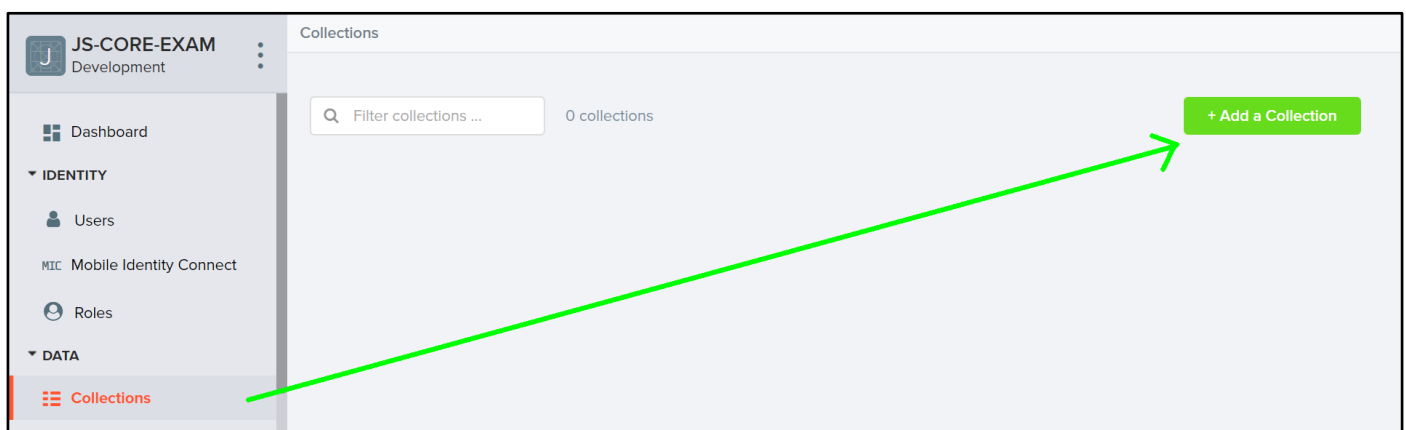 J
JS-CORE-EXAM
Development
Dashboard
IDENTITY
Users
MIC Mobile Identity Connect
Roles
DATA
Collections
Collections
Filter collections ...
0 collections
+ Add a Collection